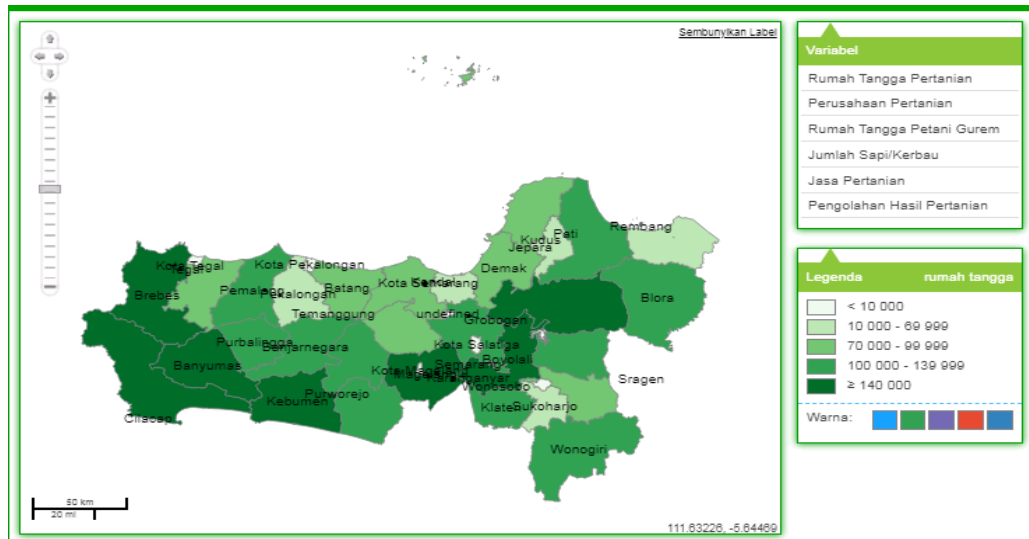 Sembunyikan Label
Rembang
Kudus
Pati
Jepara
Demak
Kota Tegal
Tegal
Kota Pekalongan
Brebes
Pemalang
Pekalongan
Batang
Kota Semarang
Kendal
Blora
Temanggung
undefined
Grobogan
Purbalingga
Banjarnegara
Kota Salatiga
Banyumas
Boyolali
Semarang
Kota Magelang
Magelang
Karanganyar
Sragen
Wonosobo
Purworejo
Kebumen
Klaten
Sukoharjo
Cilacap
Wonogiri
50 km
20 mi
111.63226, -5.64469
Variabel
Rumah Tangga Pertanian
Perusahaan Pertanian
Rumah Tangga Petani Gurem
Jumlah Sapi/Kerbau
Jasa Pertanian
Pengolahan Hasil Pertanian
Legenda rumah tangga
< 10 000
10 000 - 69 999
70 000 - 99 999
100 000 - 139 999
≥ 140 000
Warna: